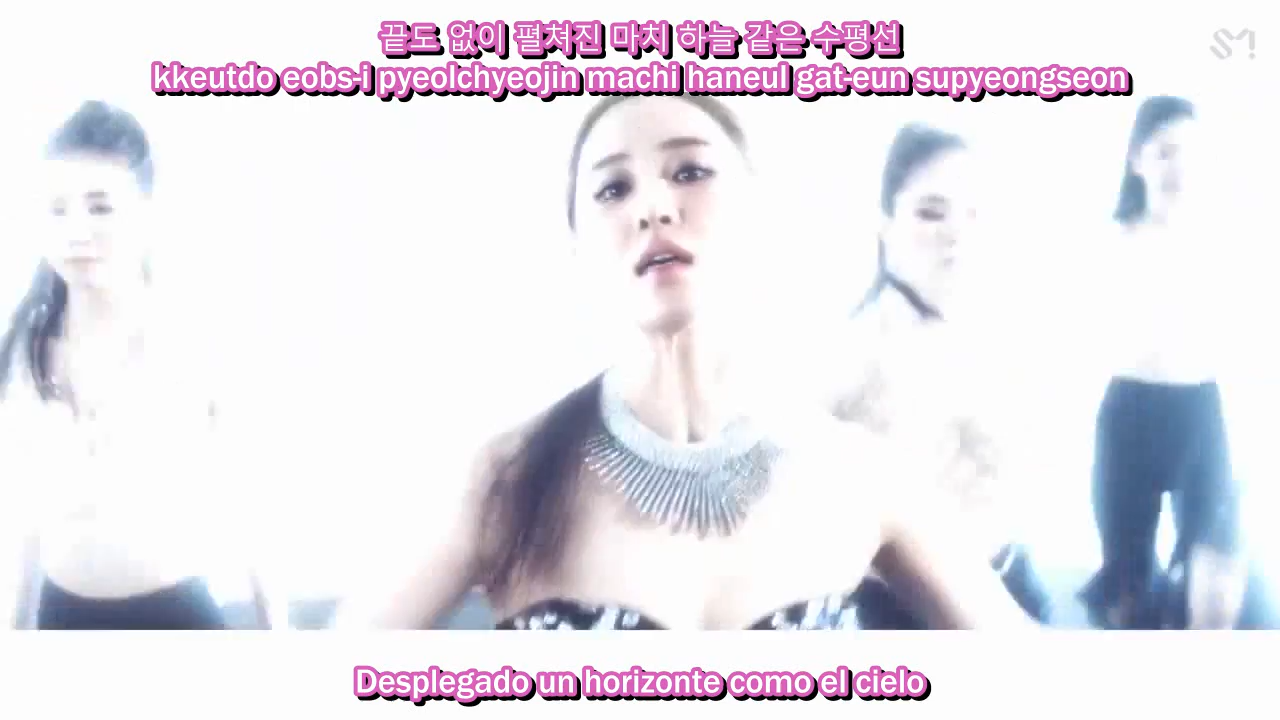 끝도 없이 펼쳐진 마치 하늘 같은 수평선
kkeutdo eobs-i pyeolchyeojin machi haneul gat-eun supyeongseon
SM!
Desplegado un horizonte como el cielo